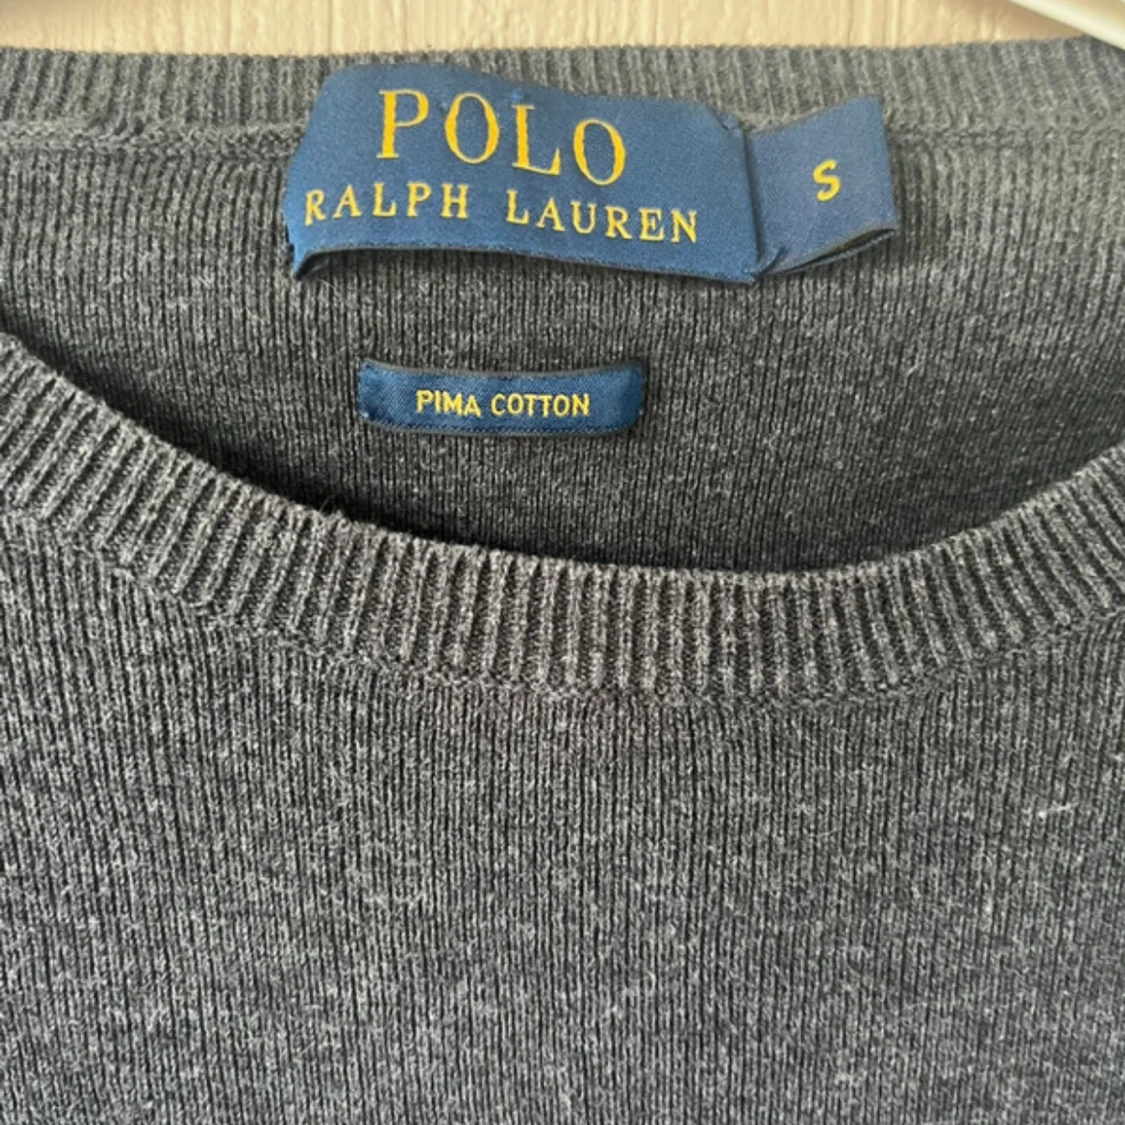 POLO
RALPH LAUREN
S
PIMA COTTON